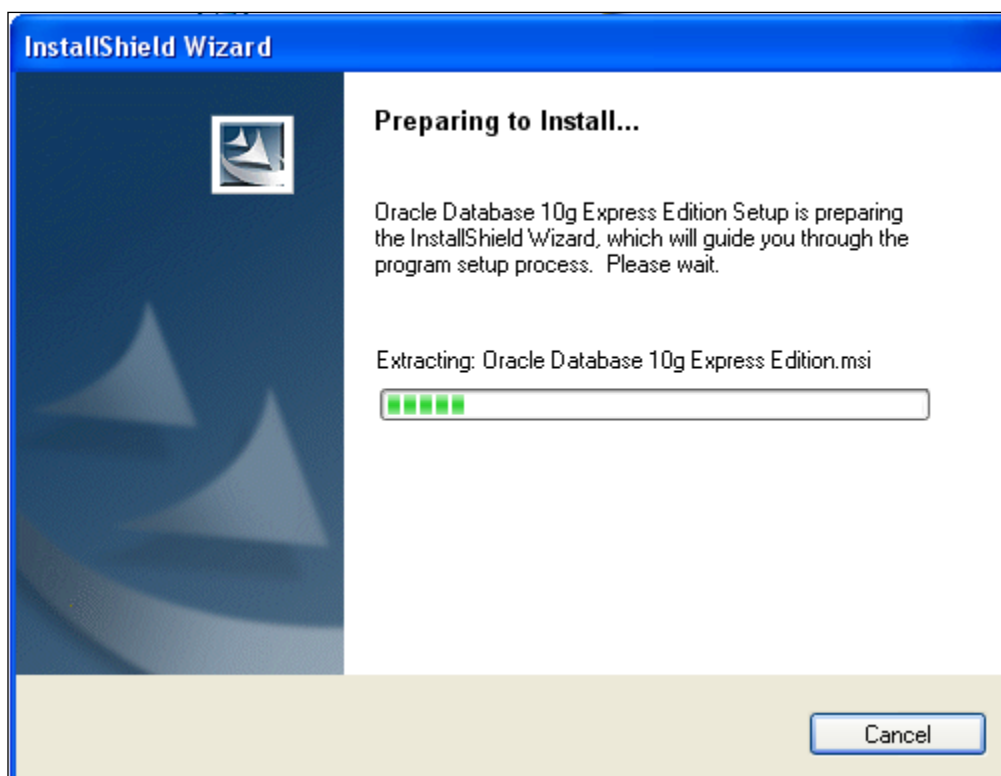 InstallShield Wizard
Preparing to Install...
Oracle Database 10g Express Edition Setup is preparing
the InstallShield Wizard, which will guide you through the
program setup process.  Please wait.
Extracting: Oracle Database 10g Express Edition.msi
Cancel